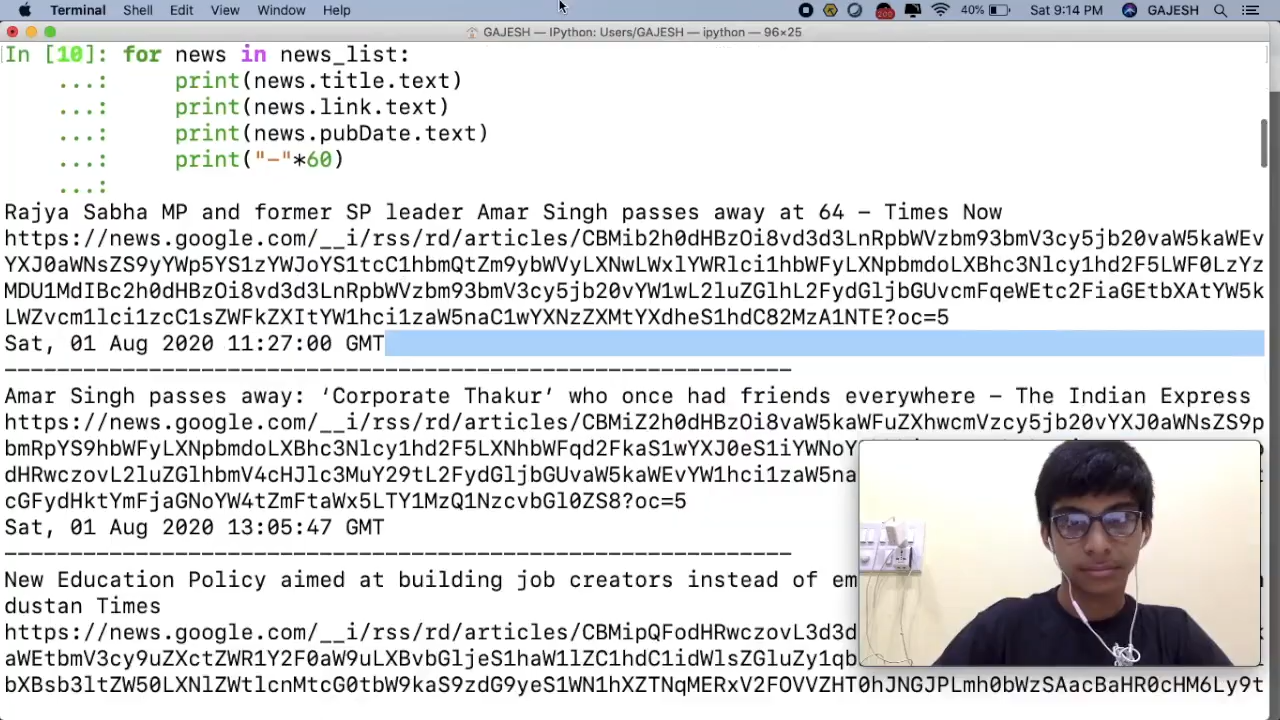 Terminal Shell Edit View Window Help 200 40% Sat 9:14 PM GAJESH
GAJESH — IPython: Users/GAJESH — ipython — 96×25
In [10]: for news in news_list:
...: print(news.title.text)
...: print(news.link.text)
...: print(news.pubDate.text)
...: print("-"*60)
...:
Rajya Sabha MP and former SP leader Amar Singh passes away at 64 - Times Now
https://news.google.com/__i/rss/rd/articles/CBMib2h0dHBzOi8vd3d3LnRpbWVzbm93bmV3cy5jb20vaW5kaWEv
YXJ0aWNsZS9yYWp5YS1zYWJoYS1tcC1hbmQtZm9ybWVyLXNwLWxlYWRlci1hbWFyLXNpbmdoLXBhc3Nlcy1hd2F5LWF0LzYz
MDU1MdIBc2h0dHBzOi8vd3d3LnRpbWVzbm93bmV3cy5jb20vYW1wL2luZGlhL2FydGljbGUvcmFqeWEtc2FiaGEtbXAtYW5k
LWZvcm1lci1zcC1sZWFkZXItYW1hci1zaW5naC1wYXNzZXMtYXdheS1hdC82MzA1NTE?oc=5
Sat, 01 Aug 2020 11:27:00 GMT
------------------------------------------------------------
Amar Singh passes away: ‘Corporate Thakur’ who once had friends everywhere - The Indian Express
https://news.google.com/__i/rss/rd/articles/CBMiZ2h0dHBzOi8vaW5kaWFuZXhwcmVzcy5jb20vYXJ0aWNsZS9p
bmRpYS9hbWFyLXNpbmdoLXBhc3Nlcy1hd2F5LXNhbWFqd2FkaS1wYXJ0eS1iYWNoY
dHRwczovL2luZGlhbmV4cHJlc3MuY29tL2FydGljbGUvaW5kaWEvYW1hci1zaW5na
cGFydHktYmFjaGNoYW4tZmFtaWx5LTY1MzQ1NzcvbGl0ZS8?oc=5
Sat, 01 Aug 2020 13:05:47 GMT
------------------------------------------------------------
New Education Policy aimed at building job creators instead of em
dustan Times
https://news.google.com/__i/rss/rd/articles/CBMipQFodHRwczovL3d3d
aWEtbmV3cy9uZXctZWR1Y2F0aW9uLXBvbGljeS1haW1lZC1hdC1idWlsZGluZy1qb
bXBsb3ltZW50LXNlZWtlcnMtcG0tbW9kaS9zdG9yeS1WN1hXZTNqMERxV2FOVVZHT0hJNGJPLmh0bWzSAacBaHR0cHM6Ly9t